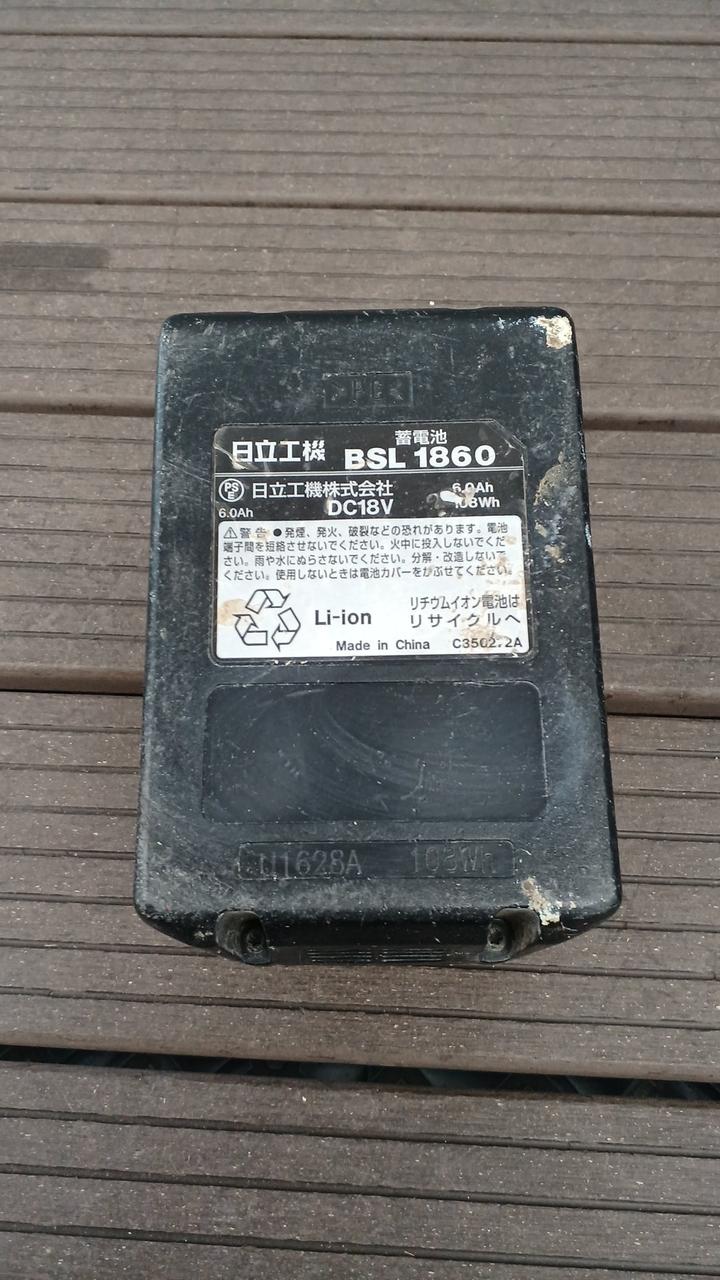 >PC<
蓄電池
日立工機 BSL 1860
PS E 日立工機株式会社 6.0Ah
6.0Ah DC18V 108Wh
⚠警告 ●発煙、発火、破裂などの恐れがあります。電池
端子間を短絡させないでください。火中に投入しないでくだ
さい。雨や水にぬらさないでください。分解・改造しないで
ください。使用しないときは電池カバーをかぶせてください。
Li-ion リチウムイオン電池は
リサイクルへ
Made in China
1628A 108Wh